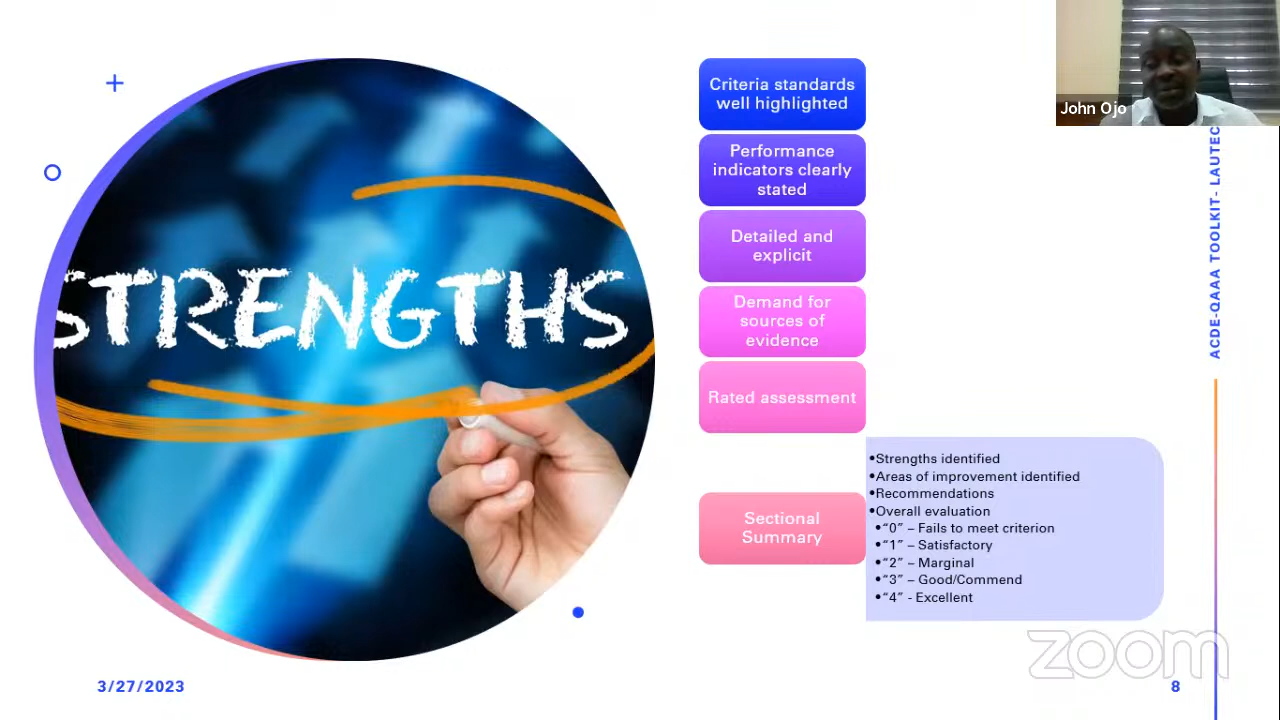 STRENGTHS
Criteria standards
well highlighted
Performance
indicators clearly
stated
Detailed and
explicit
Demand for
sources of
evidence
Rated assessment
Sectional
Summary
•Strengths identified
•Areas of improvement identified
•Recommendations
•Overall evaluation
•“0” – Fails to meet criterion
•“1” – Satisfactory
•“2” – Marginal
•“3” – Good/Commend
•“4” - Excellent
John Ojo
ACDE-QAAA TOOLKIT- LAUTEC
zoom
3/27/2023
8